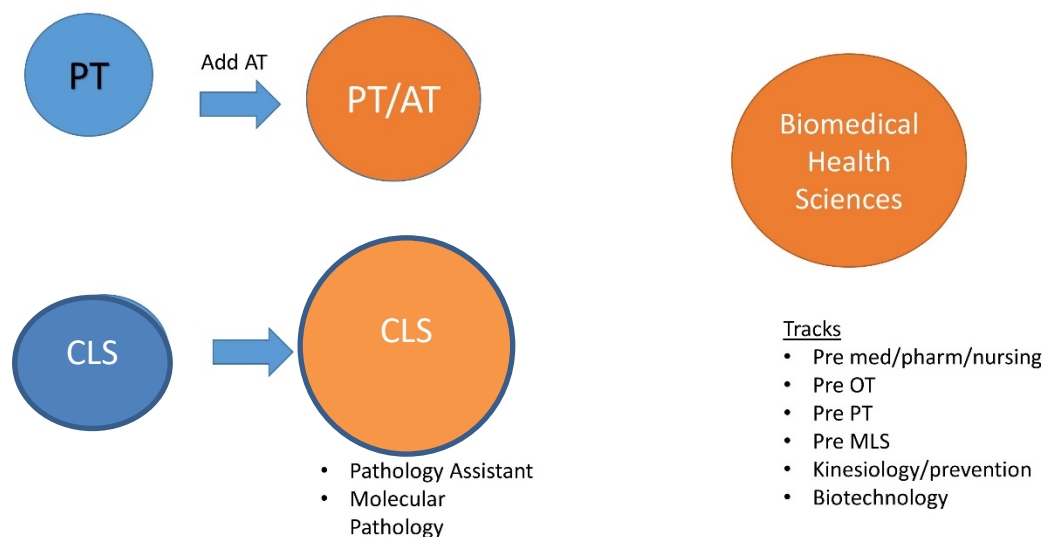 PT
Add AT
PT/AT
CLS
CLS
• Pathology Assistant
• Molecular
Pathology
Biomedical
Health
Sciences
Tracks
• Pre med/pharm/nursing
• Pre OT
• Pre PT
• Pre MLS
• Kinesiology/prevention
• Biotechnology